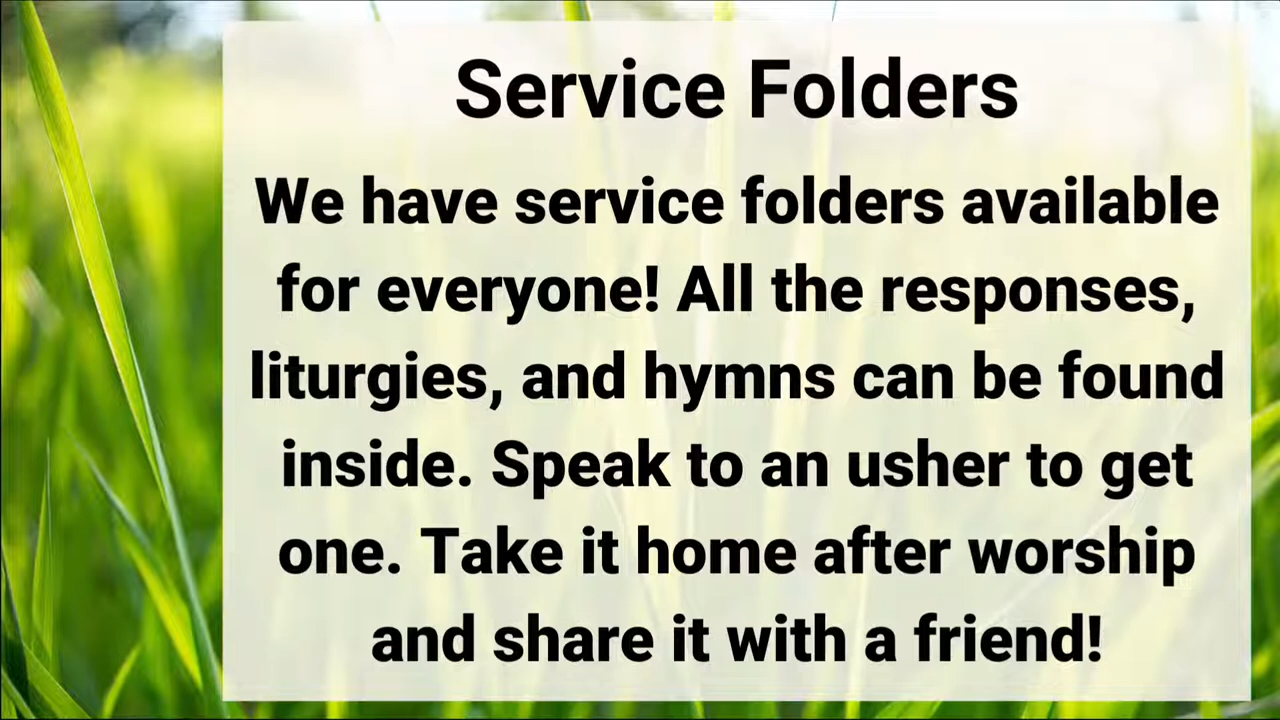 Service Folders
We have service folders available
for everyone! All the responses,
liturgies, and hymns can be found
inside. Speak to an usher to get
one. Take it home after worship
and share it with a friend!